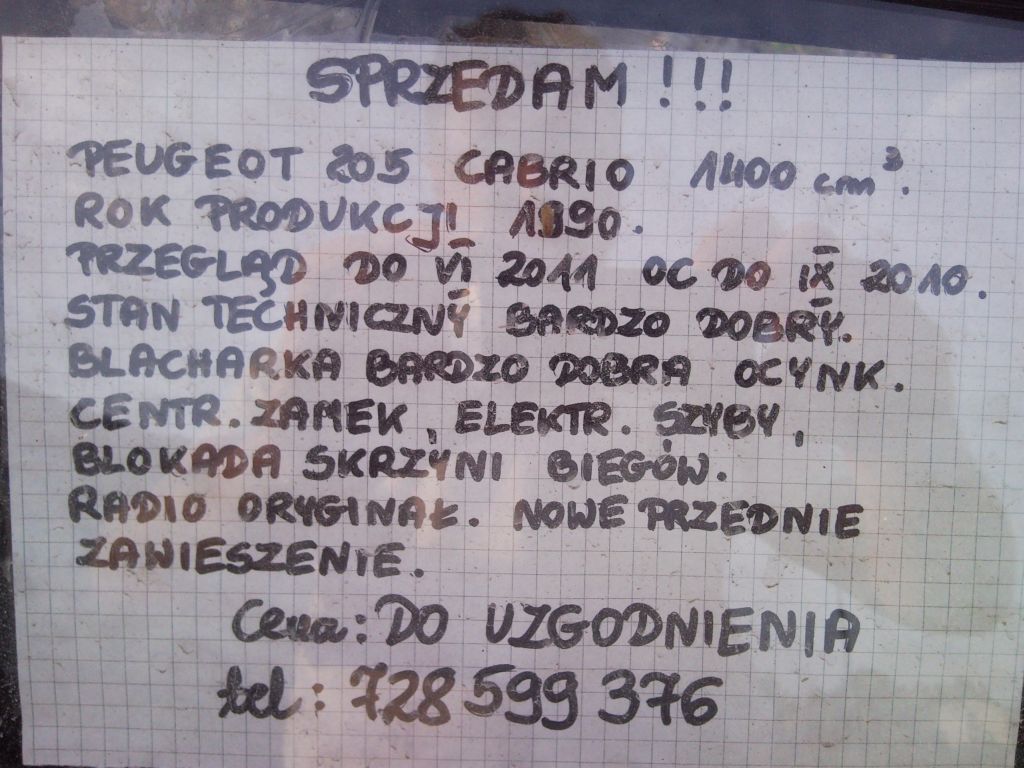 SPRZEDAM !!!
PEUGEOT 205 CABRIO 1400 cm³.
ROK PRODUKCJI 1990.
PRZEGLĄD DO VI 2011 OC DO IX 2010.
STAN TECHNICZNY BARDZO DOBRY.
BLACHARKA BARDZO DOBRA OCYNK.
CENTR. ZAMEK, ELEKTR. SZYBY,
BLOKADA SKRZYNI BIEGÓW.
RADIO ORYGINAŁ. NOWE PRZEDNIE
ZAWIESZENIE.
Cena: DO UZGODNIENIA
tel: 728 599 376